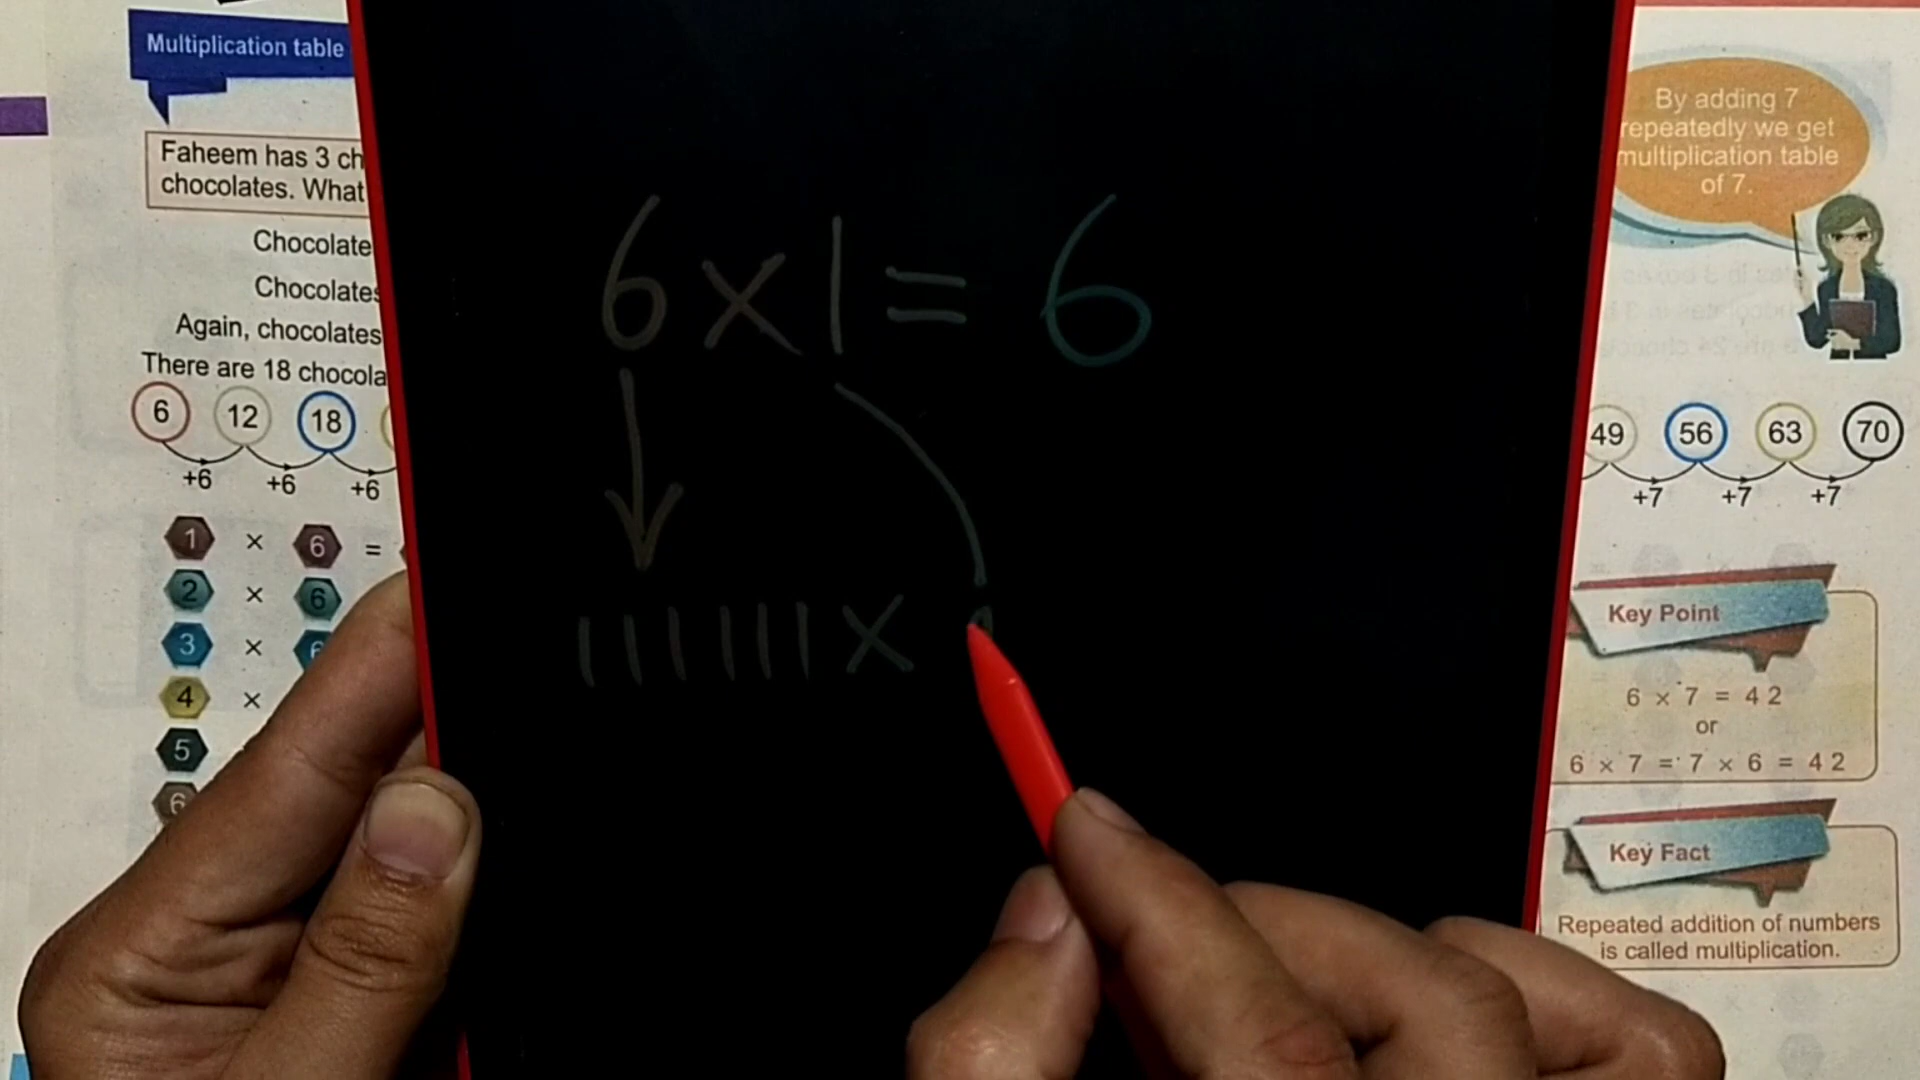 Multiplication table
Faheem has 3 ch
chocolates. What
Chocolate
Chocolates
Again, chocolates
There are 18 chocola
6 12 18
+6 +6 +6
1 × 6 =
2 × 6
3 × 6
4 ×
5
6
6 × 1 = 6
| | | | | | ×
By adding 7
repeatedly we get
multiplication table
of 7.
49 56 63 70
+7 +7 +7
Key Point
6 × 7 = 42
or
6 × 7 = 7 × 6 = 42
Key Fact
Repeated addition of numbers
is called multiplication.